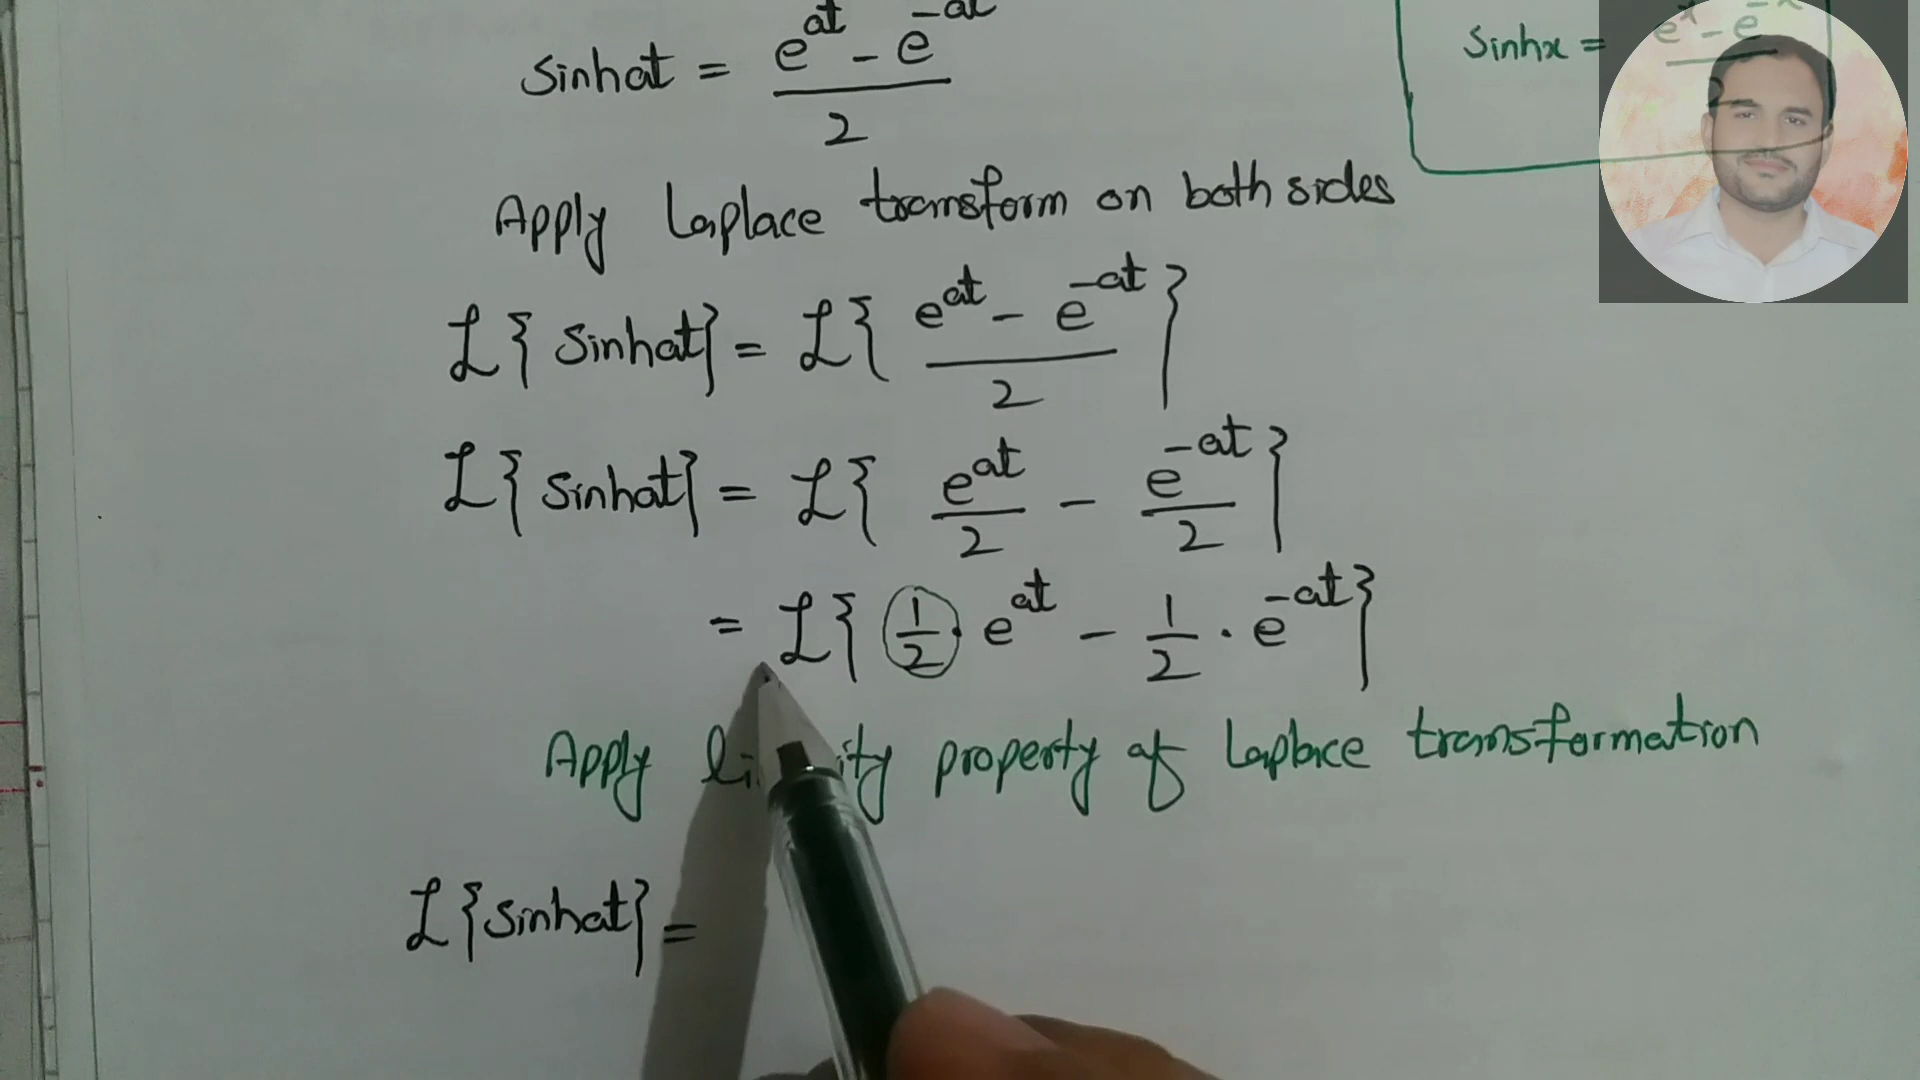 sinhat = e^at - e^-at / 2
sinhx = e^x - e^-x / 2
Apply Laplace transform on both sides
ℒ{ sinhat} = ℒ{ e^at - e^-at / 2 }
ℒ{ sinhat} = ℒ{ e^at / 2 - e^-at / 2 }
= ℒ{ 1/2 · e^at - 1/2 · e^-at }
Apply property of Laplace transformation
ℒ{sinhat} =